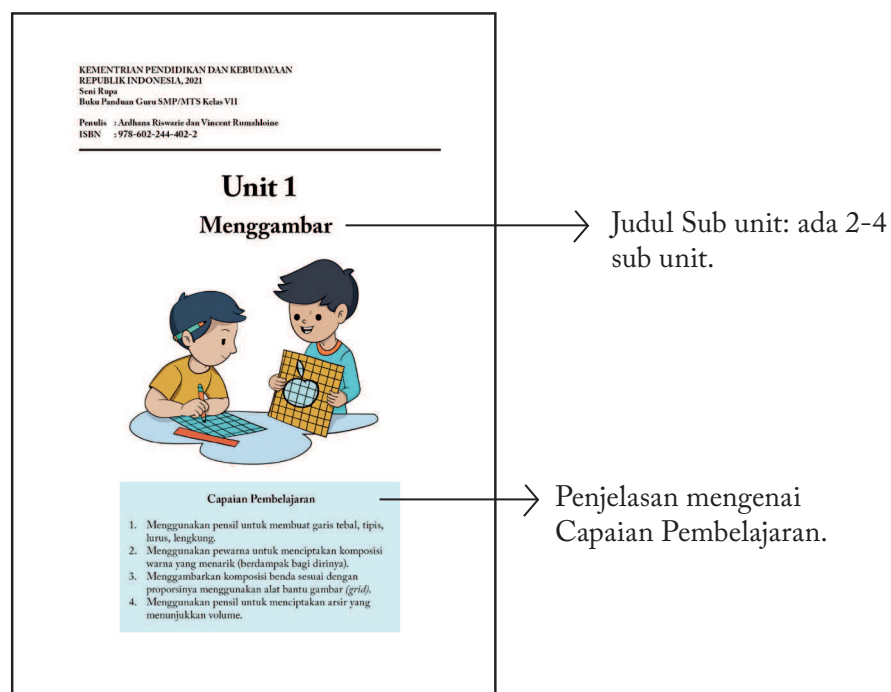 KEMENTRIAN PENDIDIKAN DAN KEBUDAYAAN
REPUBLIK INDONESIA, 2021
Seni Rupa
Buku Panduan Guru SMP/MTS Kelas VII
Penulis : Ardhana Riswarie dan Vincent Rumahloine
ISBN : 978-602-244-402-2
Unit 1
Menggambar
Judul Sub unit: ada 2-4
sub unit.
Capaian Pembelajaran
Penjelasan mengenai
Capaian Pembelajaran.
1. Menggunakan pensil untuk membuat garis tebal, tipis,
lurus, lengkung.
2. Menggunakan pewarna untuk menciptakan komposisi
warna yang menarik (berdampak bagi dirinya).
3. Menggambarkan komposisi benda sesuai dengan
proporsinya menggunakan alat bantu gambar (grid).
4. Menggunakan pensil untuk menciptakan arsir yang
menunjukkan volume.